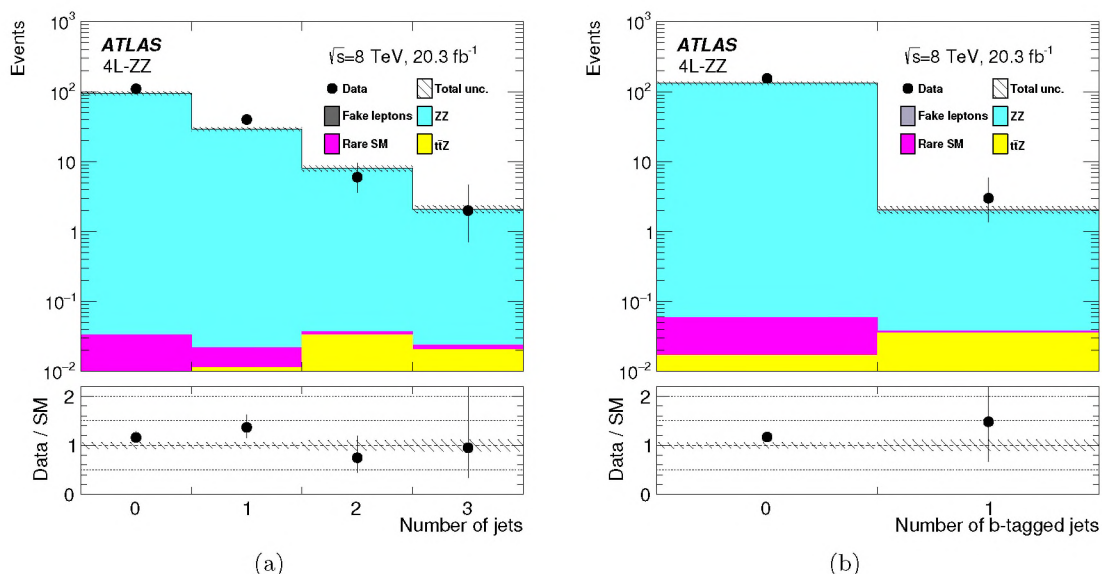 Events
10³
10²
10
1
10⁻¹
10⁻²
ATLAS
4L-ZZ
√s=8 TeV, 20.3 fb⁻¹
Data
Total unc.
Fake leptons
ZZ
Rare SM
tt̄Z
Data / SM
2
1
0
0 1 2 3
Number of jets
(a)
Events
10³
10²
10
1
10⁻¹
10⁻²
ATLAS
4L-ZZ
√s=8 TeV, 20.3 fb⁻¹
Data
Total unc.
Fake leptons
ZZ
Rare SM
tt̄Z
Data / SM
2
1
0
0 1
Number of b-tagged jets
(b)